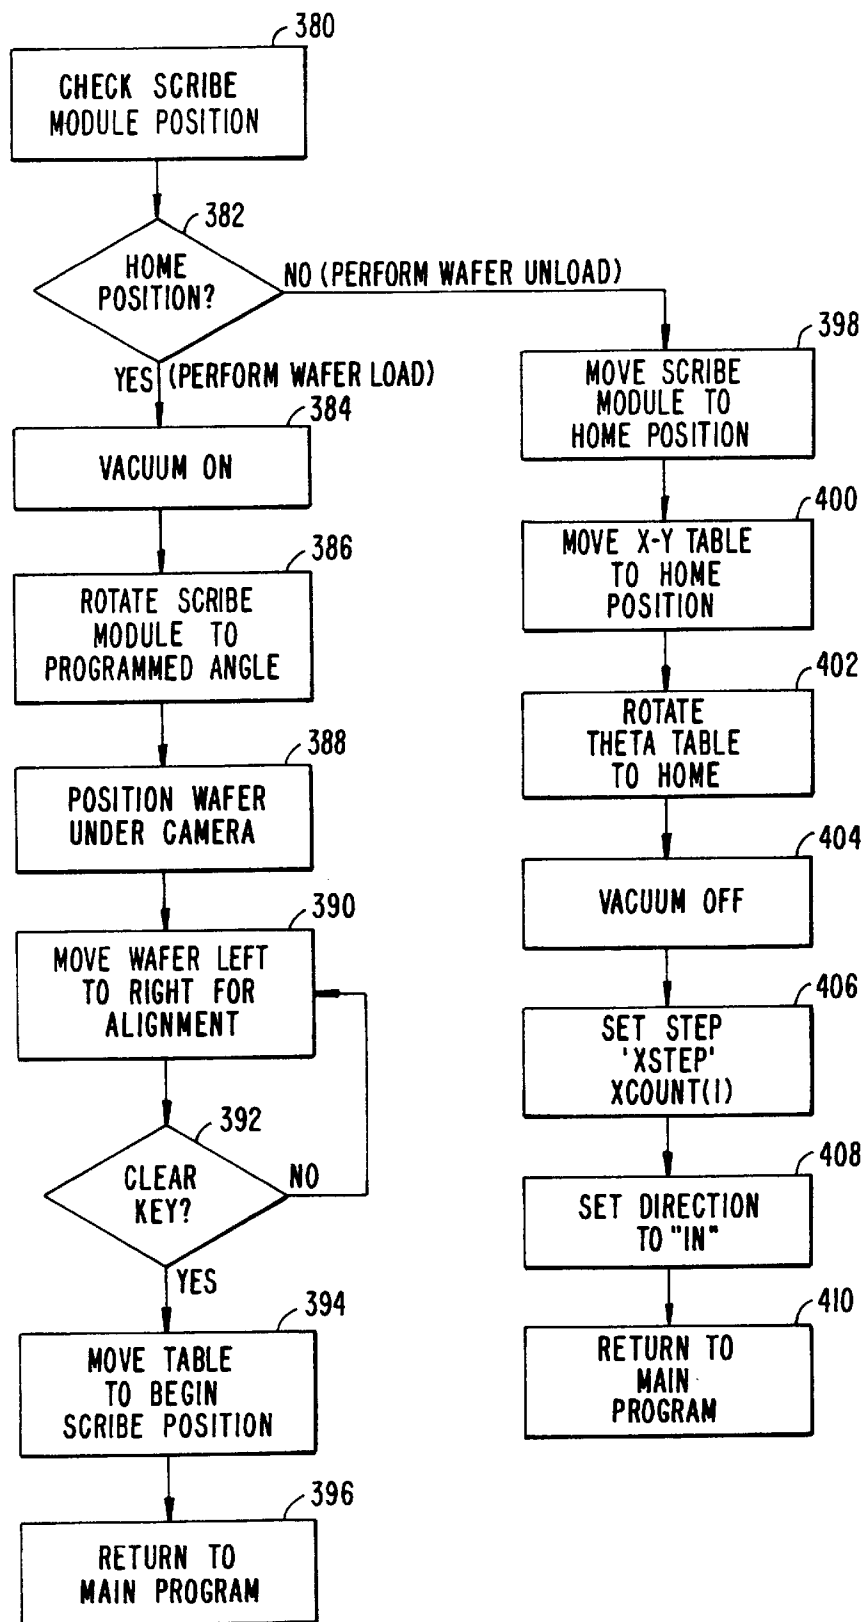 380
CHECK SCRIBE
MODULE POSITION
382
HOME
POSITION?
NO (PERFORM WAFER UNLOAD)
YES (PERFORM WAFER LOAD)
384
VACUUM ON
386
ROTATE SCRIBE
MODULE TO
PROGRAMMED ANGLE
388
POSITION WAFER
UNDER CAMERA
390
MOVE WAFER LEFT
TO RIGHT FOR
ALIGNMENT
392
CLEAR
KEY?
NO
YES
394
MOVE TABLE
TO BEGIN
SCRIBE POSITION
396
RETURN TO
MAIN PROGRAM
398
MOVE SCRIBE
MODULE TO
HOME POSITION
400
MOVE X-Y TABLE
TO HOME
POSITION
402
ROTATE
THETA TABLE
TO HOME
404
VACUUM OFF
406
SET STEP
'XSTEP'
XCOUNT(I)
408
SET DIRECTION
TO "IN"
410
RETURN TO
MAIN
PROGRAM